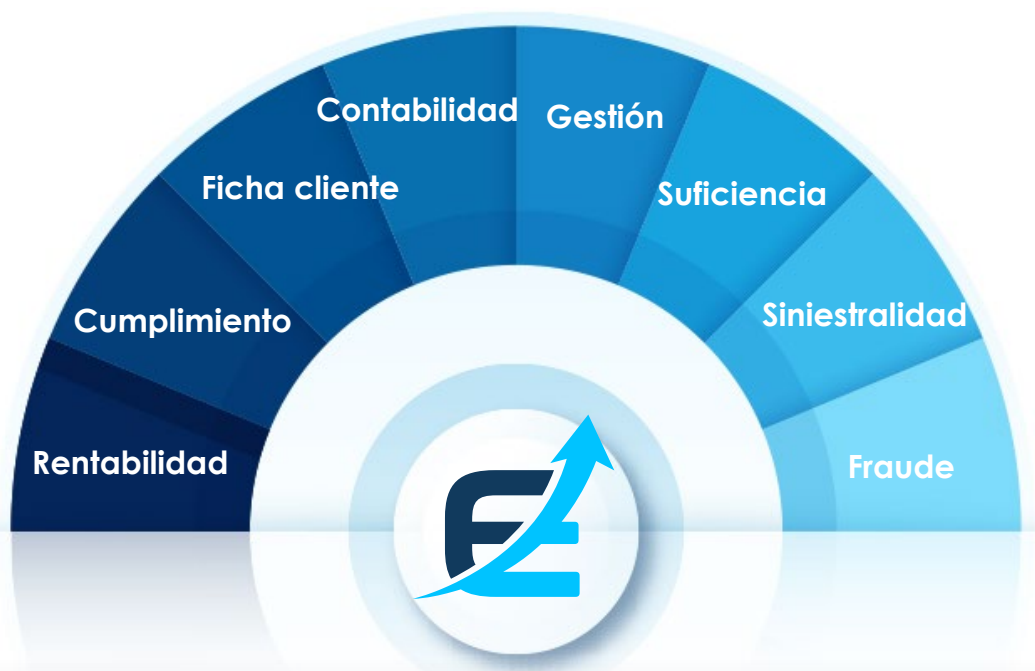 Contabilidad
Gestión
Ficha cliente
Suficiencia
Cumplimiento
Siniestralidad
Rentabilidad
Fraude